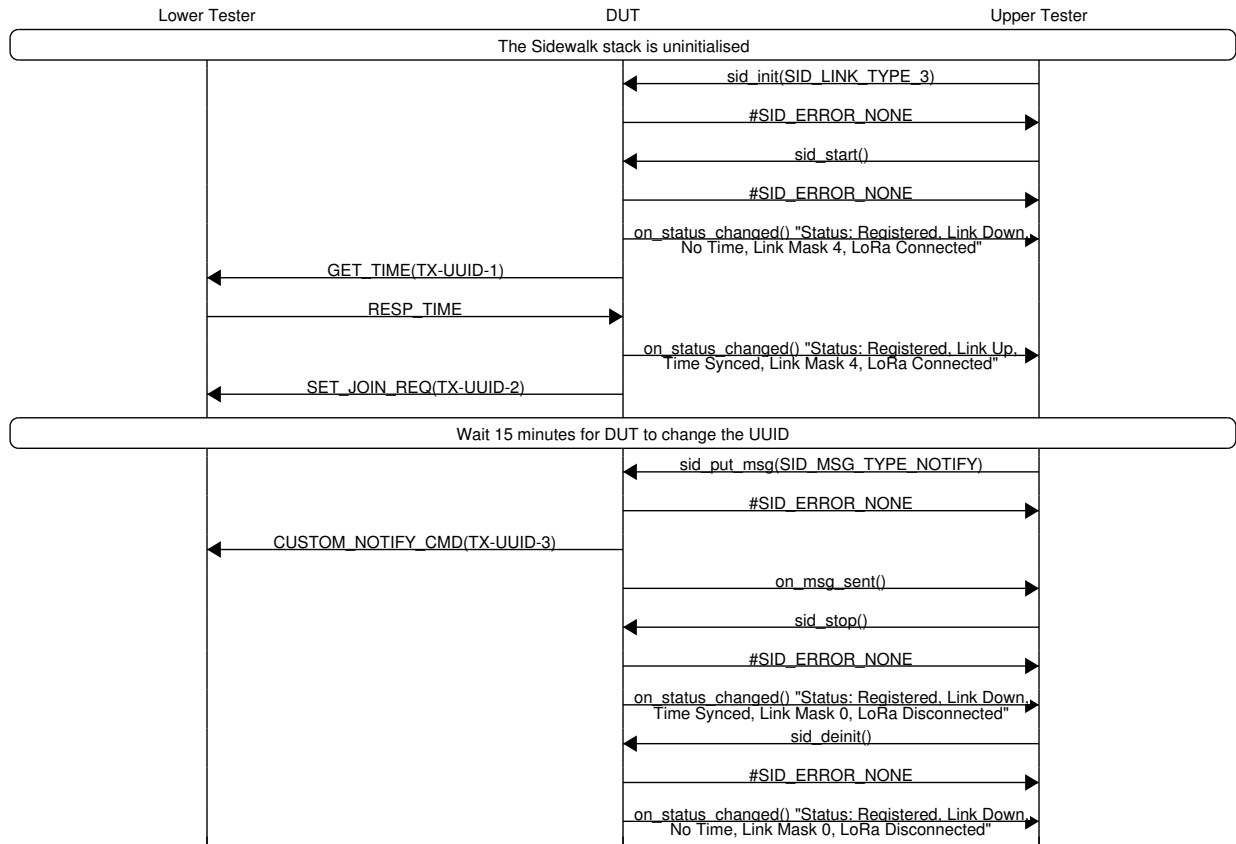 Lower Tester
DUT
Upper Tester
The Sidewalk stack is uninitialised
sid_init(SID_LINK_TYPE_3)
#SID_ERROR_NONE
sid_start()
#SID_ERROR_NONE
on_status_changed() "Status: Registered, Link Down,
No Time, Link Mask 4, LoRa Connected"
GET_TIME(TX-UUID-1)
RESP_TIME
on_status_changed() "Status: Registered, Link Up,
Time Synced, Link Mask 4, LoRa Connected"
SET_JOIN_REQ(TX-UUID-2)
Wait 15 minutes for DUT to change the UUID
sid_put_msg(SID_MSG_TYPE_NOTIFY)
#SID_ERROR_NONE
CUSTOM_NOTIFY_CMD(TX-UUID-3)
on_msg_sent()
sid_stop()
#SID_ERROR_NONE
on_status_changed() "Status: Registered, Link Down,
Time Synced, Link Mask 0, LoRa Disconnected"
sid_deinit()
#SID_ERROR_NONE
on_status_changed() "Status: Registered, Link Down,
No Time, Link Mask 0, LoRa Disconnected"